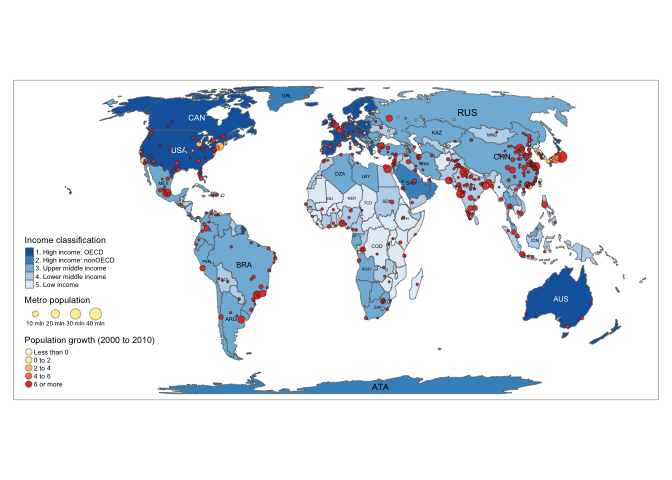 GRL
CAN
RUS
USA
KAZ
MNG
CHN
DZA
LBY
MEX
MLI
NER
TCD
SDN
ETH
COD
IDN
BRA
PER
AGO
ZAF
AUS
ARG
ATA
Income classification
1. High income: OECD
2. High income: nonOECD
3. Upper middle income
4. Lower middle income
5. Low income
Metro population
10 mln 20 mln 30 mln 40 mln
Population growth (2000 to 2010)
Less than 0
0 to 2
2 to 4
4 to 6
6 or more